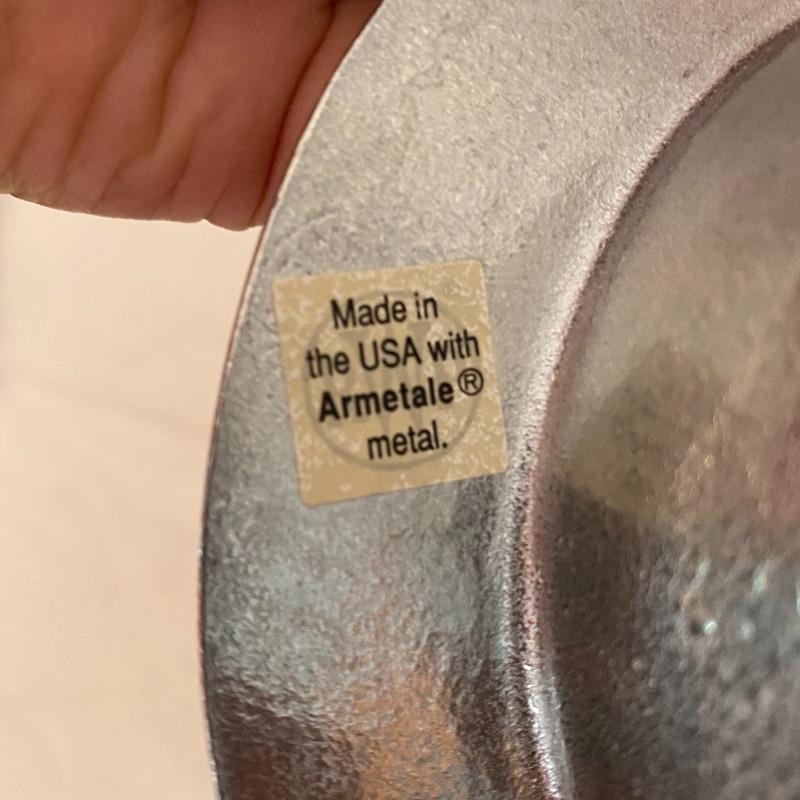 Made in
the USA with
Armetale®
metal.